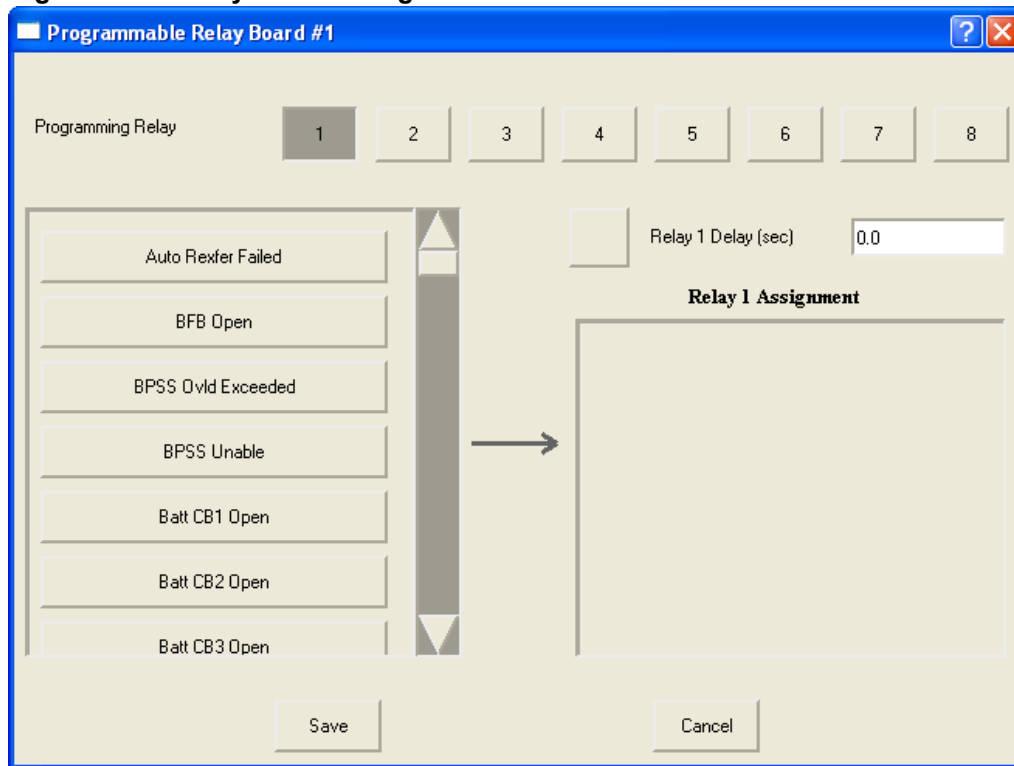 Programmable Relay Board #1
Programming Relay
1 2 3 4 5 6 7 8
Auto Rexfer Failed
BFB Open
BPSS Ovld Exceeded
BPSS Unable
Batt CB1 Open
Batt CB2 Open
Batt CB3 Open
Relay 1 Delay (sec) 0.0
Relay 1 Assignment
Save Cancel